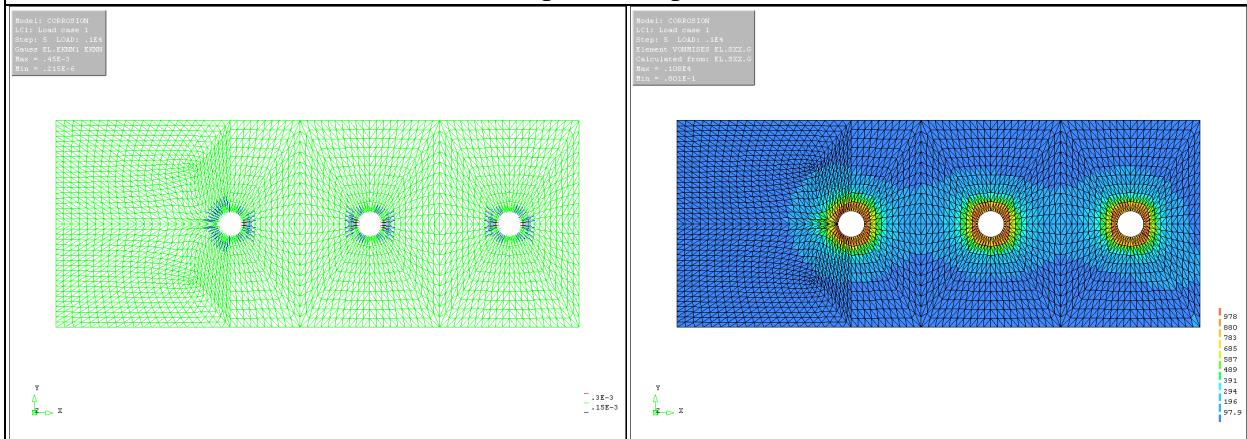 Model: CORROSION
LC1: Load case 1
Step: 5 LOAD: .1E4
Gauss EL.EKNN1 EKNN
Max = .45E-3
Min = .215E-6
Y
Z X
.3E-3
.15E-3
Model: CORROSION
LC1: Load case 1
Step: 5 LOAD: .1E4
Element VONMISES EL.SXX.G
Calculated from: EL.SXX.G
Max = .108E4
Min = .801E-1
978
880
783
685
587
489
391
294
196
97.9
Y
Z X